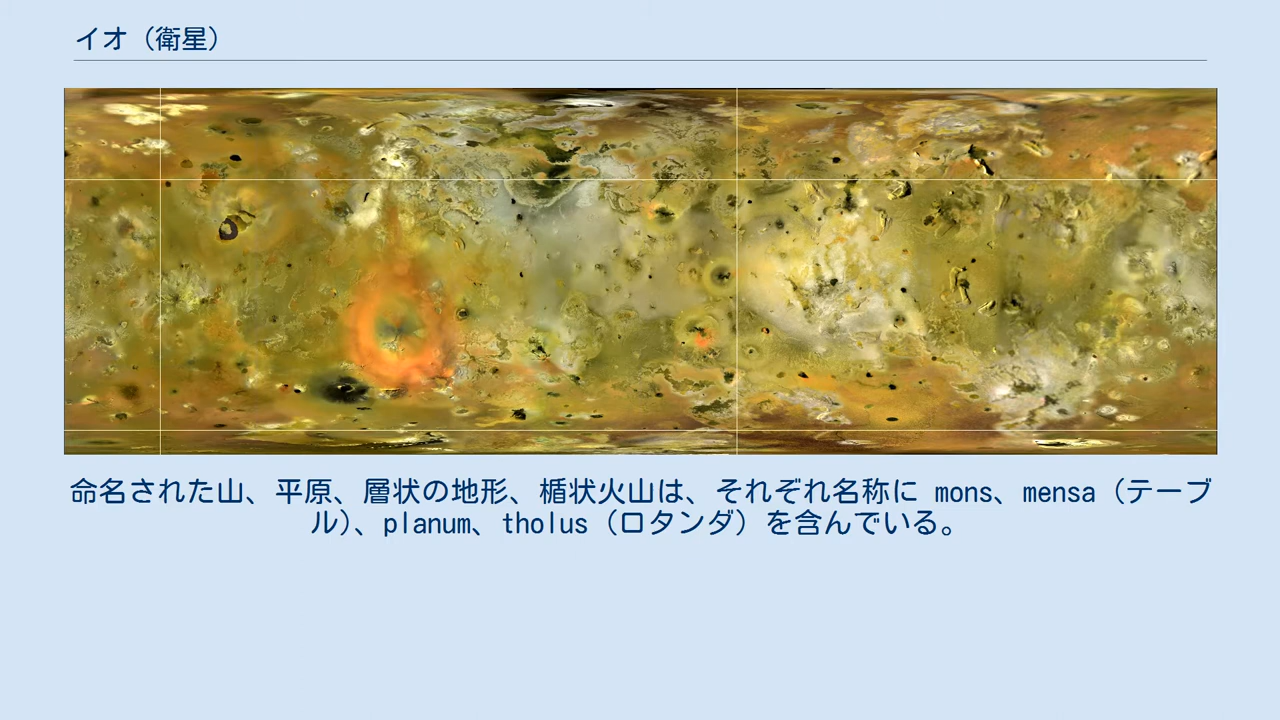 イオ（衛星）
命名された山、平原、層状の地形、楯状火山は、それぞれ名称に mons、mensa（テーブ
ル）、planum、tholus（ロタンダ）を含んでいる。